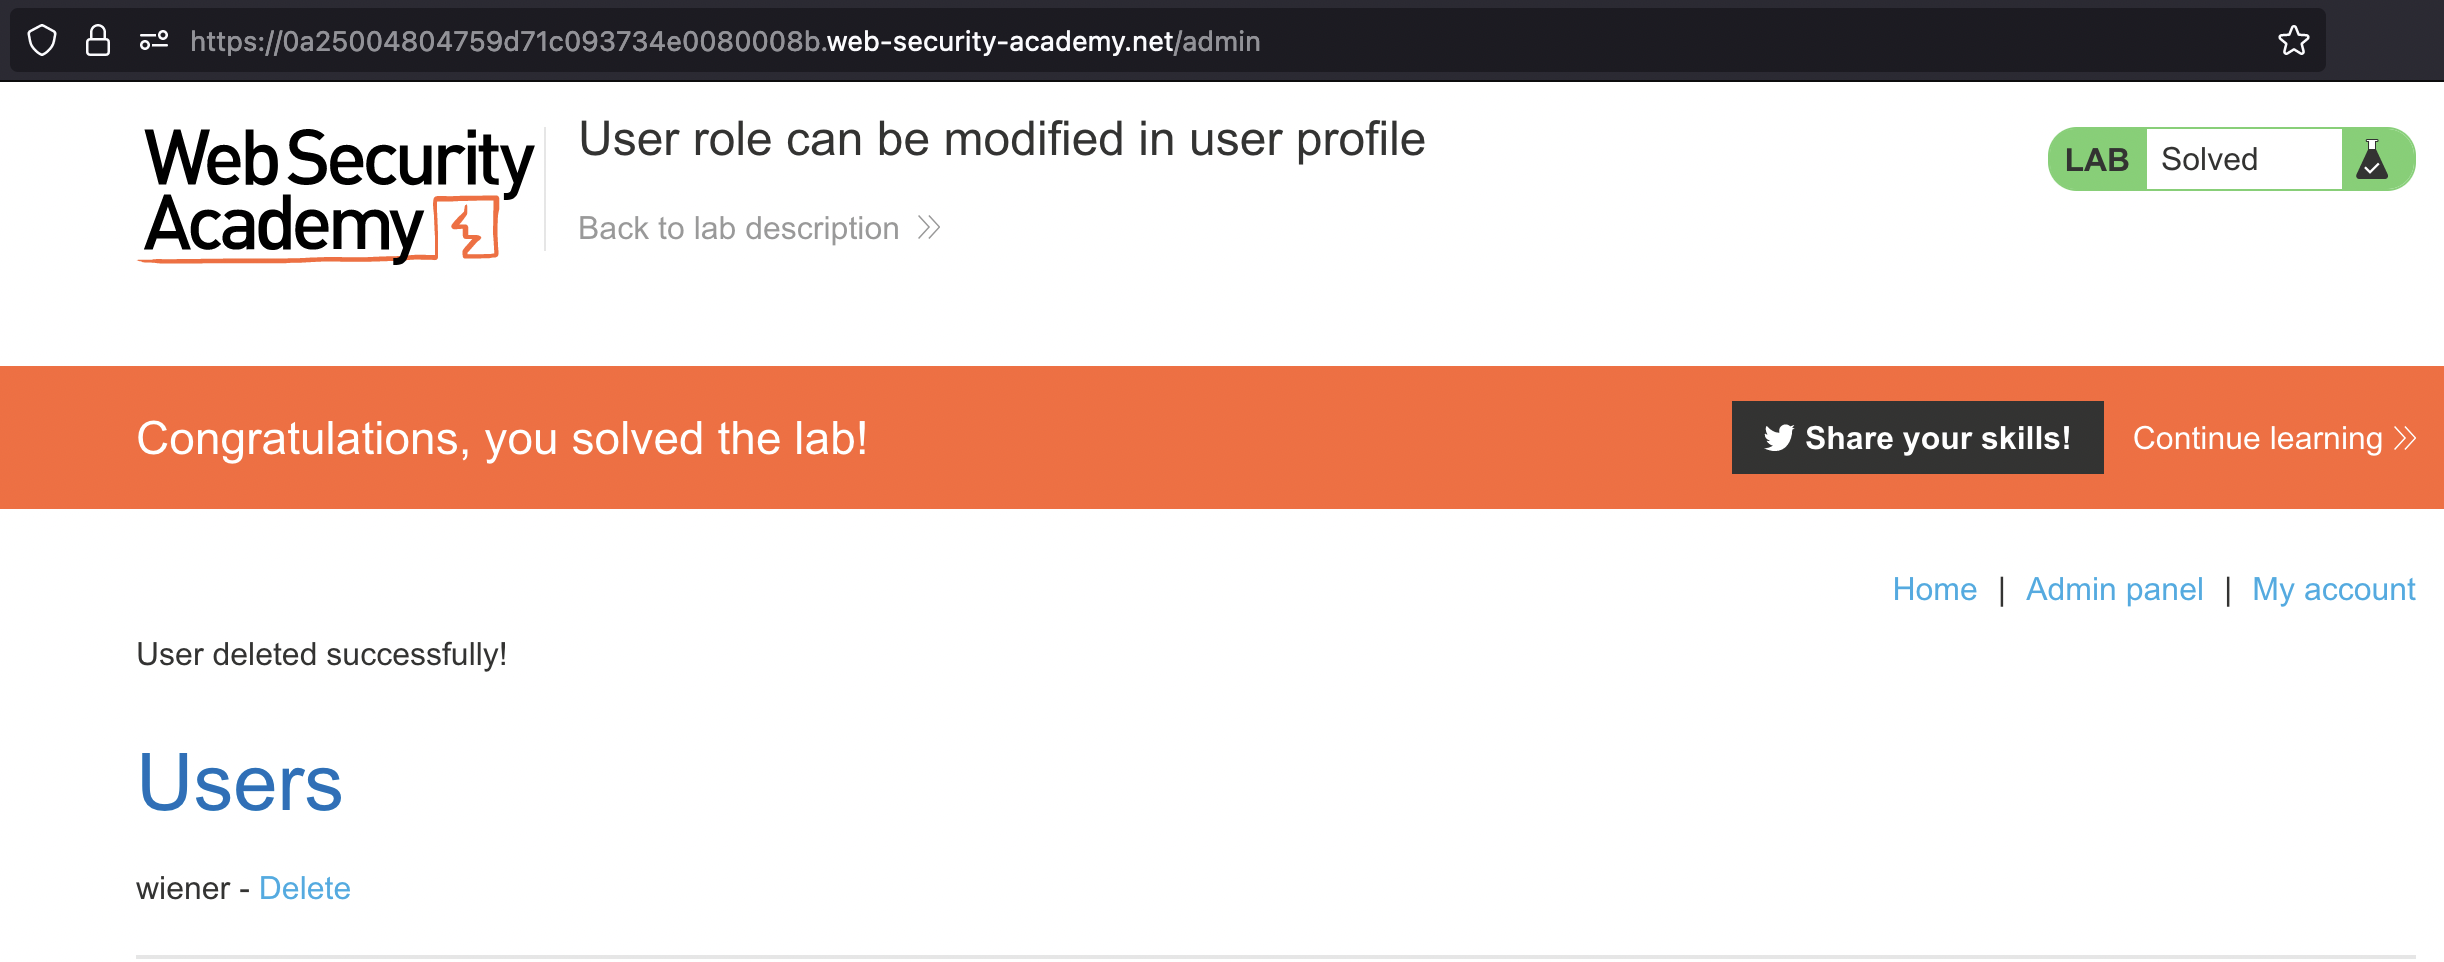 https://0a25004804759d71c093734e0080008b.web-security-academy.net/admin
Web Security
Academy
User role can be modified in user profile
Back to lab description
LAB Solved
Congratulations, you solved the lab!
Share your skills!
Continue learning
Home | Admin panel | My account
User deleted successfully!
Users
wiener - Delete